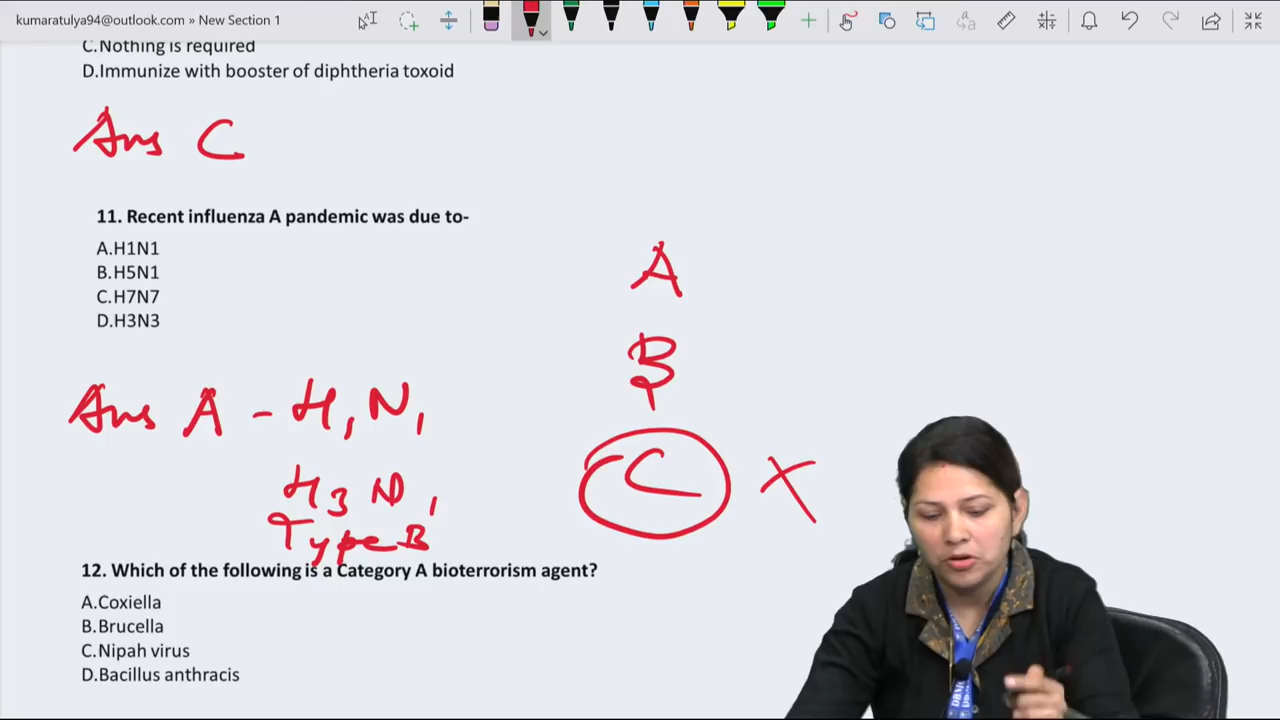 kumaratulya94@outlook.com » New Section 1
C.Nothing is required
D.Immunize with booster of diphtheria toxoid
Ans C
11. Recent influenza A pandemic was due to-
A.H1N1
B.H5N1
C.H7N7
D.H3N3
A
B
C X
Ans A - H1N1
H3N1
Type B
12. Which of the following is a Category A bioterrorism agent?
A.Coxiella
B.Brucella
C.Nipah virus
D.Bacillus anthracis